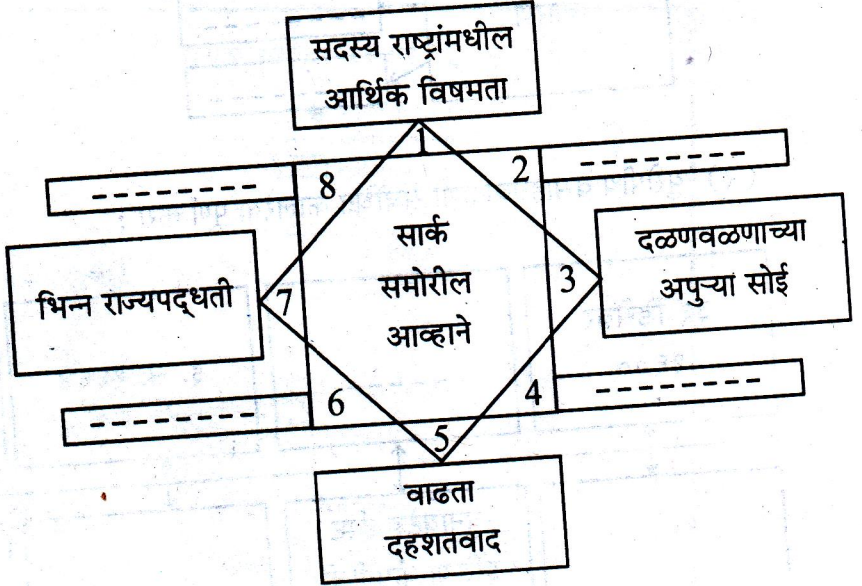 सदस्य राष्ट्रांमधील
आर्थिक विषमता
1
2
--------
8
--------
सार्क
समोरील
आव्हाने
3
दळणवळणाच्या
अपुऱ्या सोई
7
भिन्न राज्यपद्धती
4
--------
6
--------
5
वाढता
दहशतवाद